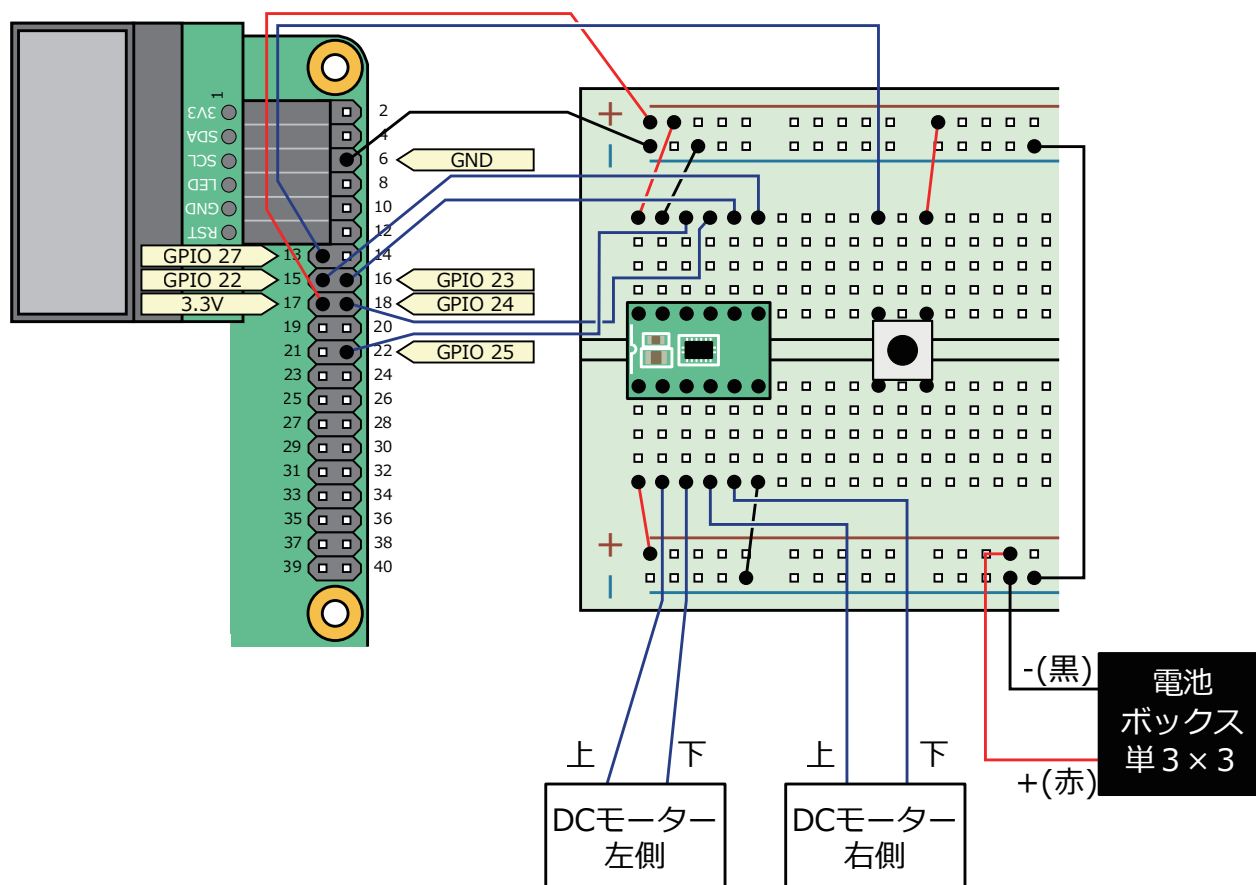 1
3V3
SDA
SCL
LED
GND
RST
2
4
6
GND
8
10
12
GPIO 27
13
14
GPIO 22
15
16
GPIO 23
3.3V
17
18
GPIO 24
19
20
21
22
GPIO 25
23
24
25
26
27
28
29
30
31
32
33
34
35
36
37
38
39
40
+
-
+
-
-(黒)
+(赤)
電池
ボックス
単３×３
上
下
上
下
DCモーター
左側
DCモーター
右側